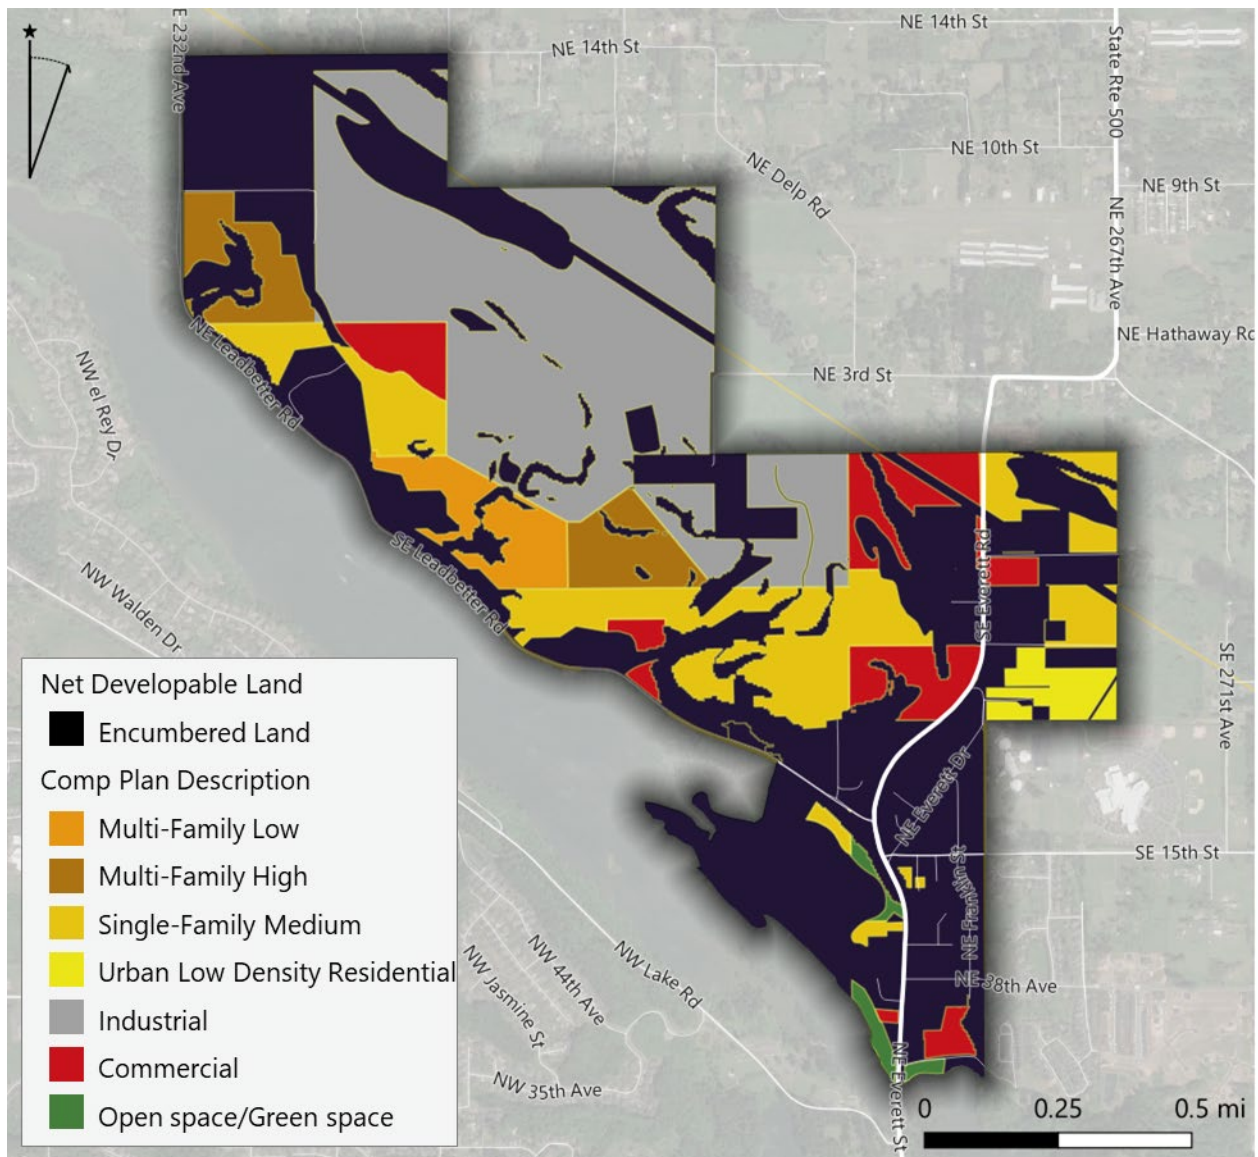 E 232nd Ave
NE 14th St
NE 14th St
State Rte 500
NE 10th St
NE Delp Rd
NE 9th St
NE 267th Ave
NE Leadbetter Rd
NE Hathaway Rd
NW el Rey Dr
NE 3rd St
SE Leadbetter Rd
SE Everett Rd
NW Walden Dr
SE 271st Ave
Net Developable Land
Encumbered Land
Comp Plan Description
Multi-Family Low
Multi-Family High
Single-Family Medium
Urban Low Density Residential
Industrial
Commercial
Open space/Green space
NE Everett Dr
SE 15th St
NE Franklin St
NW Lake Rd
NW 44th Ave
NW Jasmine St
NE 38th Ave
NW 35th Ave
NE Everett St
0 0.25 0.5 mi